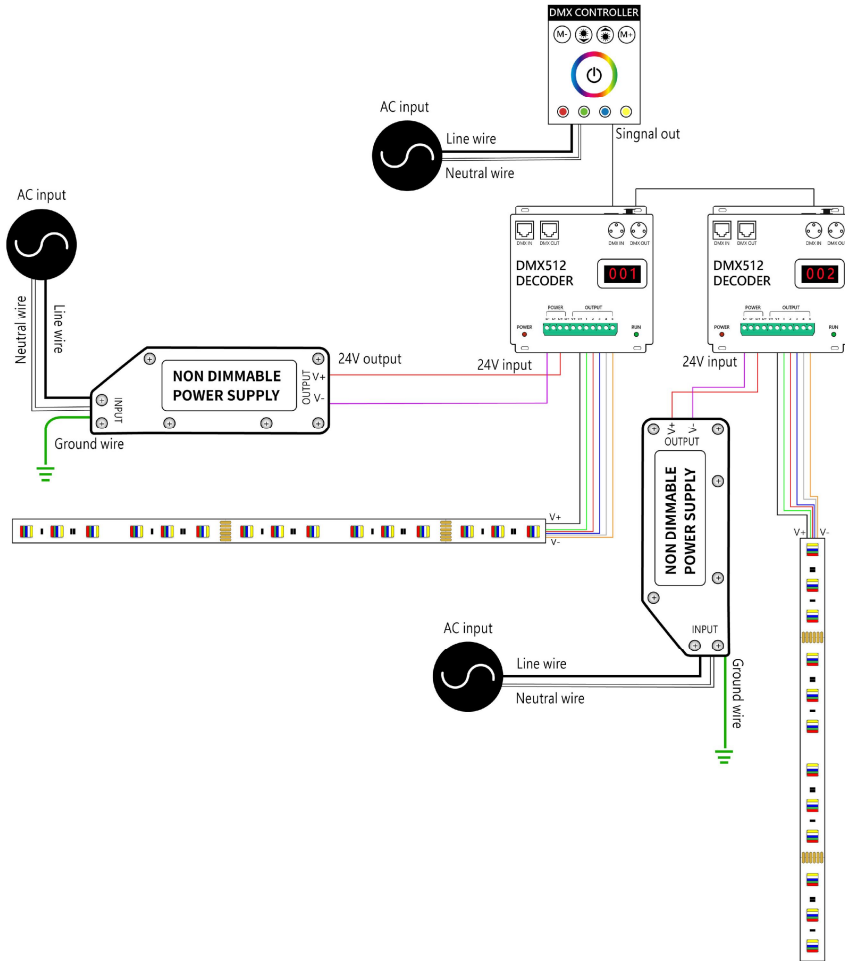 DMX CONTROLLER
M-
M+
AC input
Line wire
Neutral wire
Singnal out
AC input
Neutral wire
Line wire
DMX IN
DMX OUT
DMX IN
DMX OUT
DMX512
DECODER
001
POWER
OUTPUT
POWER
RUN
DMX IN
DMX OUT
DMX IN
DMX OU
DMX512
DECODER
002
POWER
OUTPUT
POWER
RUN
24V output
24V input
24V input
NON DIMMABLE
POWER SUPPLY
INPUT
OUTPUT
V+
V-
Ground wire
V+
V-
OUTPUT
NON DIMMABLE
POWER SUPPLY
INPUT
V+
V-
V+
V-
AC input
Line wire
Neutral wire
Ground wire